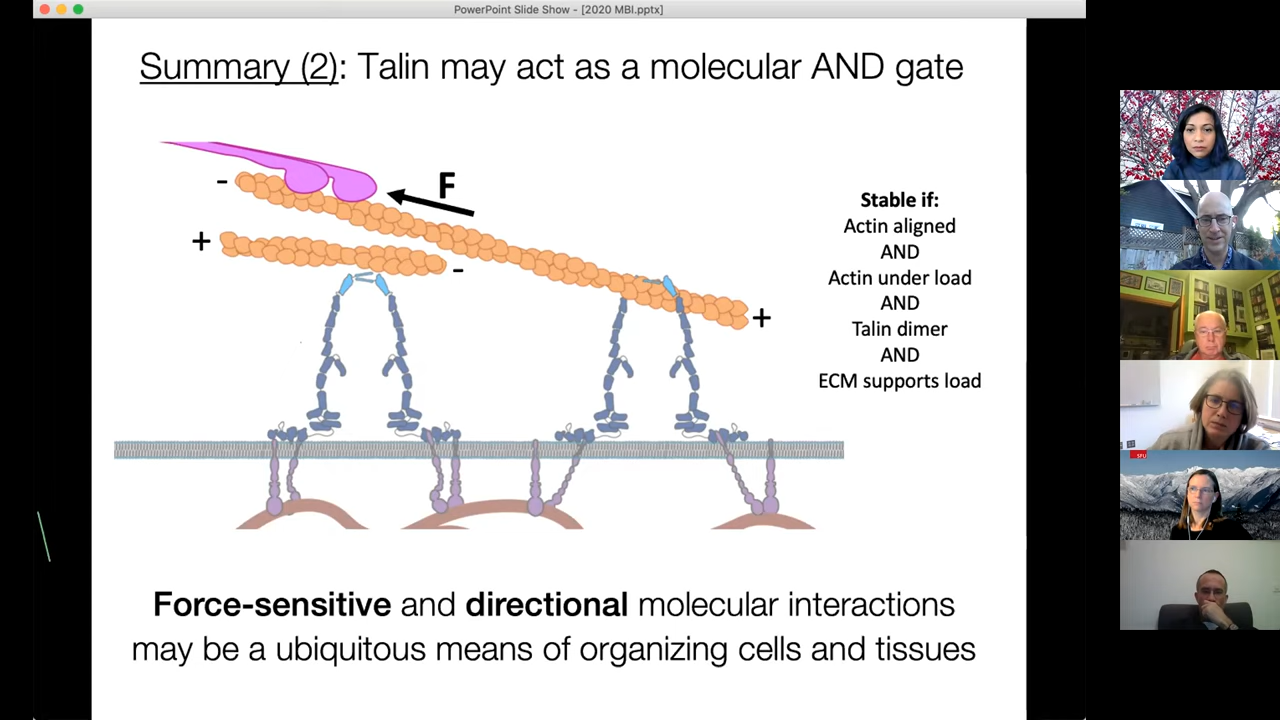 PowerPoint Slide Show - [2020 MBI.pptx]
Summary (2): Talin may act as a molecular AND gate
F
-
+
-
+
Stable if:
Actin aligned
AND
Actin under load
AND
Talin dimer
AND
ECM supports load
Force-sensitive and directional molecular interactions
may be a ubiquitous means of organizing cells and tissues
SFU